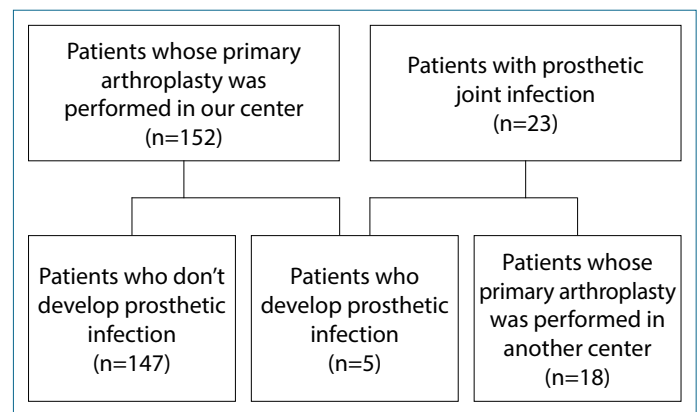 Patients whose primary
arthroplasty was
performed in our center
(n=152)
Patients with prosthetic
joint infection
(n=23)
Patients who don't
develop prosthetic
infection
(n=147)
Patients who
develop prosthetic
infection
(n=5)
Patients whose
primary arthroplasty
was performed in
another center
(n=18)